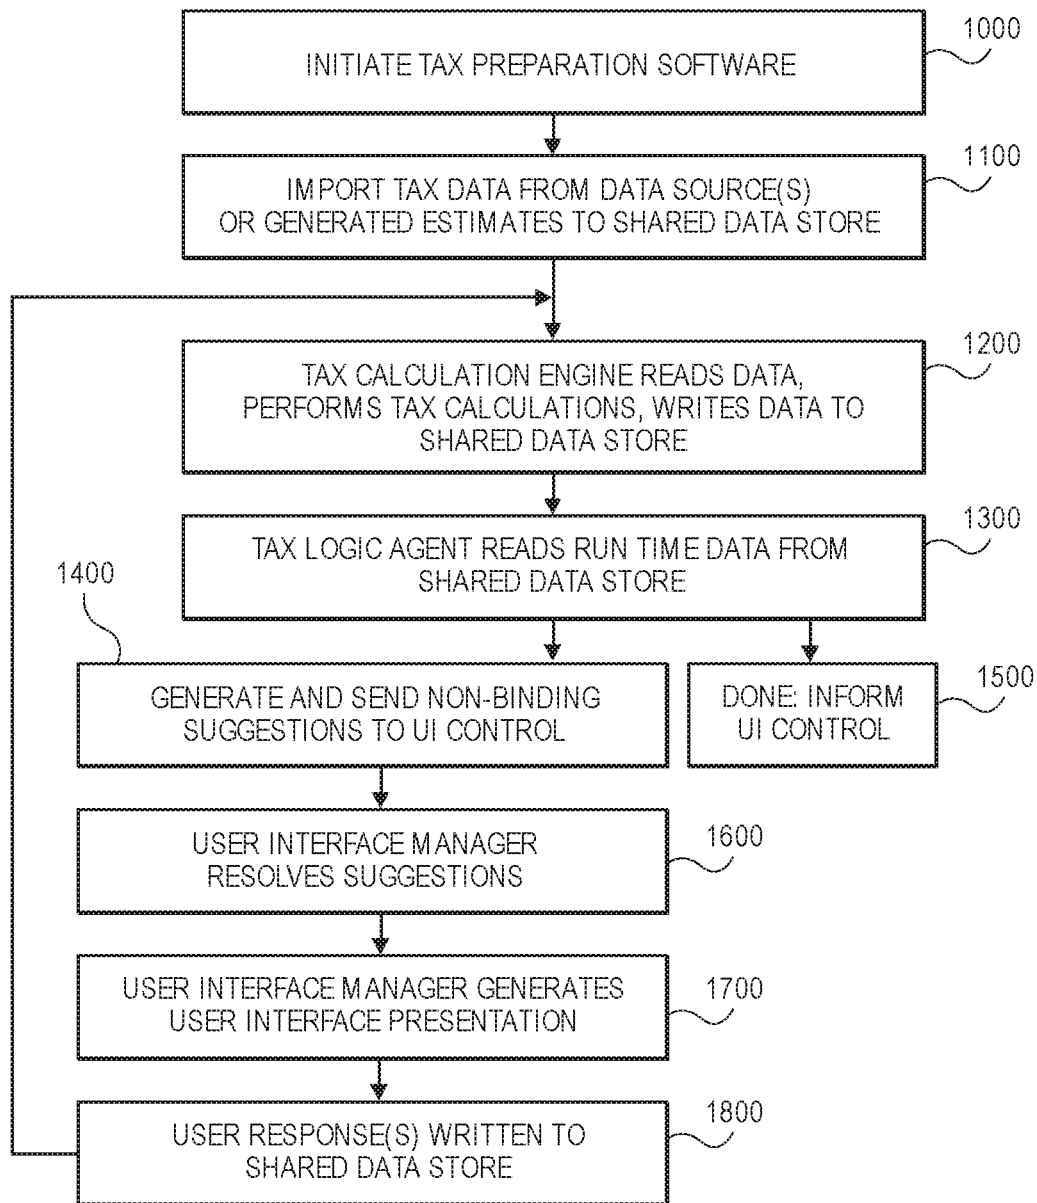 1000
INITIATE TAX PREPARATION SOFTWARE
1100
IMPORT TAX DATA FROM DATA SOURCE(S)
OR GENERATED ESTIMATES TO SHARED DATA STORE
1200
TAX CALCULATION ENGINE READS DATA,
PERFORMS TAX CALCULATIONS, WRITES DATA TO
SHARED DATA STORE
1300
TAX LOGIC AGENT READS RUN TIME DATA FROM
SHARED DATA STORE
1400
GENERATE AND SEND NON-BINDING
SUGGESTIONS TO UI CONTROL
DONE: INFORM
UI CONTROL
1500
USER INTERFACE MANAGER
RESOLVES SUGGESTIONS
1600
USER INTERFACE MANAGER GENERATES
USER INTERFACE PRESENTATION
1700
USER RESPONSE(S) WRITTEN TO
SHARED DATA STORE
1800